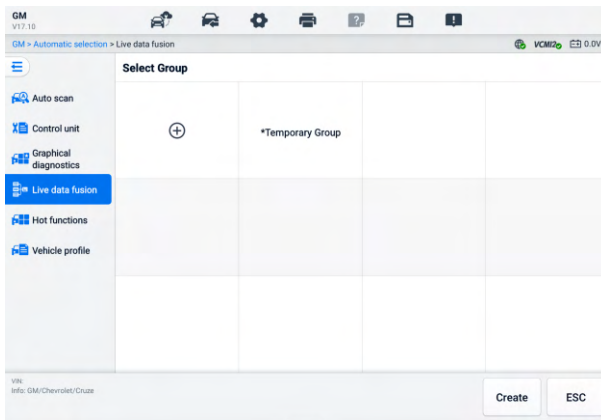 GM
V17.10
GM > Automatic selection > Live data fusion
VCMI2
0.0V
Select Group
Auto scan
Control unit
Graphical
diagnostics
Live data fusion
Hot functions
Vehicle profile
*Temporary Group
VIN:
Info: GM/Chevrolet/Cruze
Create
ESC